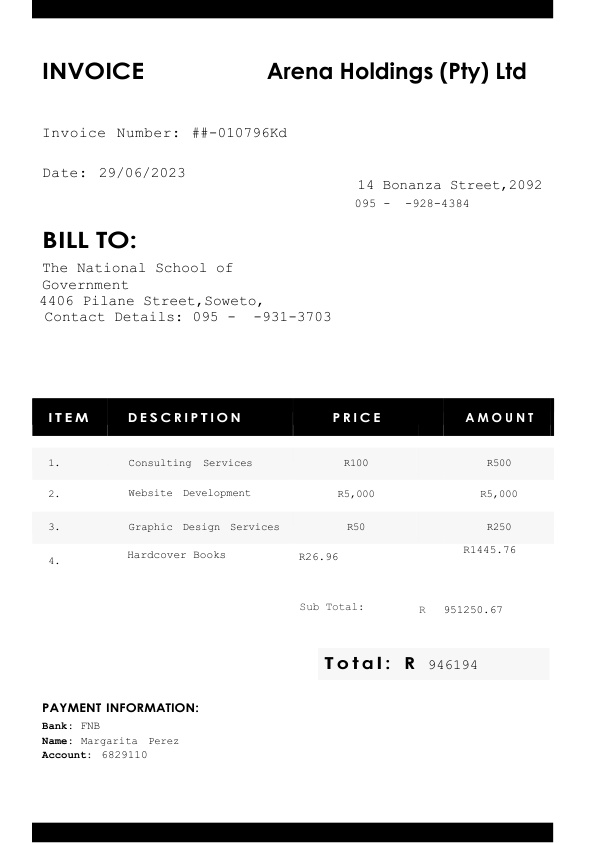 INVOICE Arena Holdings (Pty) Ltd
Invoice Number: ##-010796Kd
Date: 29/06/2023
14 Bonanza Street,2092
095 -  -928-4384
BILL TO:
The National School of
Government
4406 Pilane Street,Soweto,
Contact Details: 095 -  -931-3703
ITEM DESCRIPTION PRICE AMOUNT
1. Consulting Services R100 R500
2. Website Development R5,000 R5,000
3. Graphic Design Services R50 R250
4. Hardcover Books R26.96 R1445.76
Sub Total: R 951250.67
Total: R 946194
PAYMENT INFORMATION:
Bank: FNB
Name: Margarita Perez
Account: 6829110